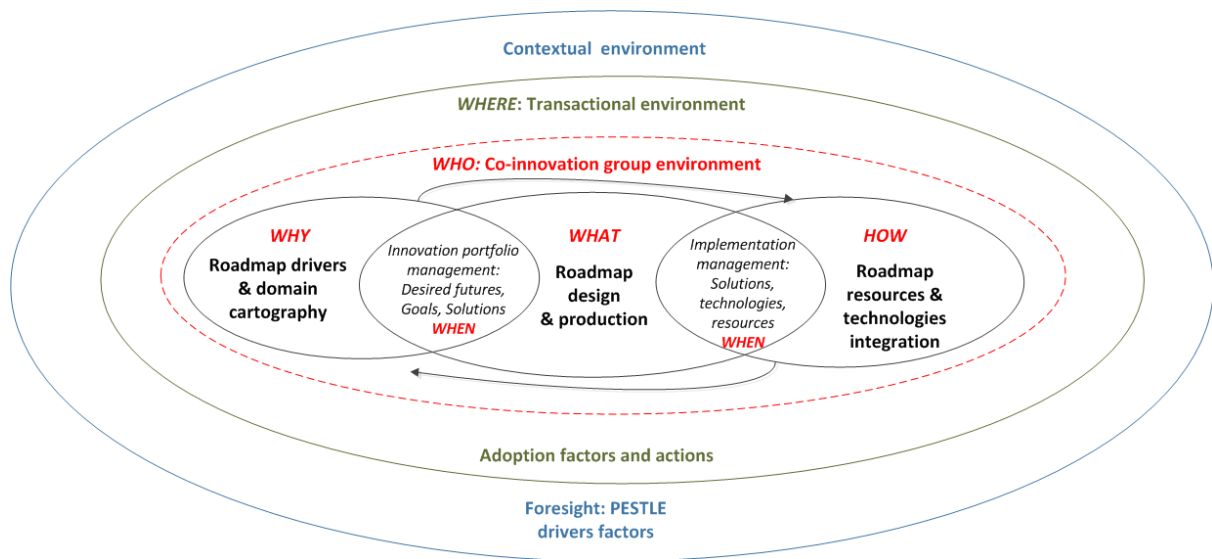 Contextual environment
WHERE: Transactional environment
WHO: Co-innovation group environment
WHY
Roadmap drivers
& domain
cartography
Innovation portfolio
management:
Desired futures,
Goals, Solutions
WHEN
WHAT
Roadmap
design
& production
Implementation
management:
Solutions,
technologies,
resources
WHEN
HOW
Roadmap
resources &
technologies
integration
Adoption factors and actions
Foresight: PESTLE
drivers factors